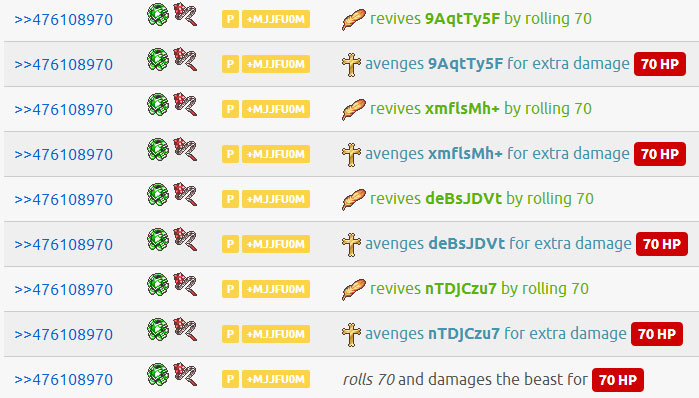 >>476108970 P +MJJFU0M revives 9AqtTy5F by rolling 70
>>476108970 P +MJJFU0M avenges 9AqtTy5F for extra damage 70 HP
>>476108970 P +MJJFU0M revives xmflsMh+ by rolling 70
>>476108970 P +MJJFU0M avenges xmflsMh+ for extra damage 70 HP
>>476108970 P +MJJFU0M revives deBsJDVt by rolling 70
>>476108970 P +MJJFU0M avenges deBsJDVt for extra damage 70 HP
>>476108970 P +MJJFU0M revives nTDJCzu7 by rolling 70
>>476108970 P +MJJFU0M avenges nTDJCzu7 for extra damage 70 HP
>>476108970 P +MJJFU0M rolls 70 and damages the beast for 70 HP